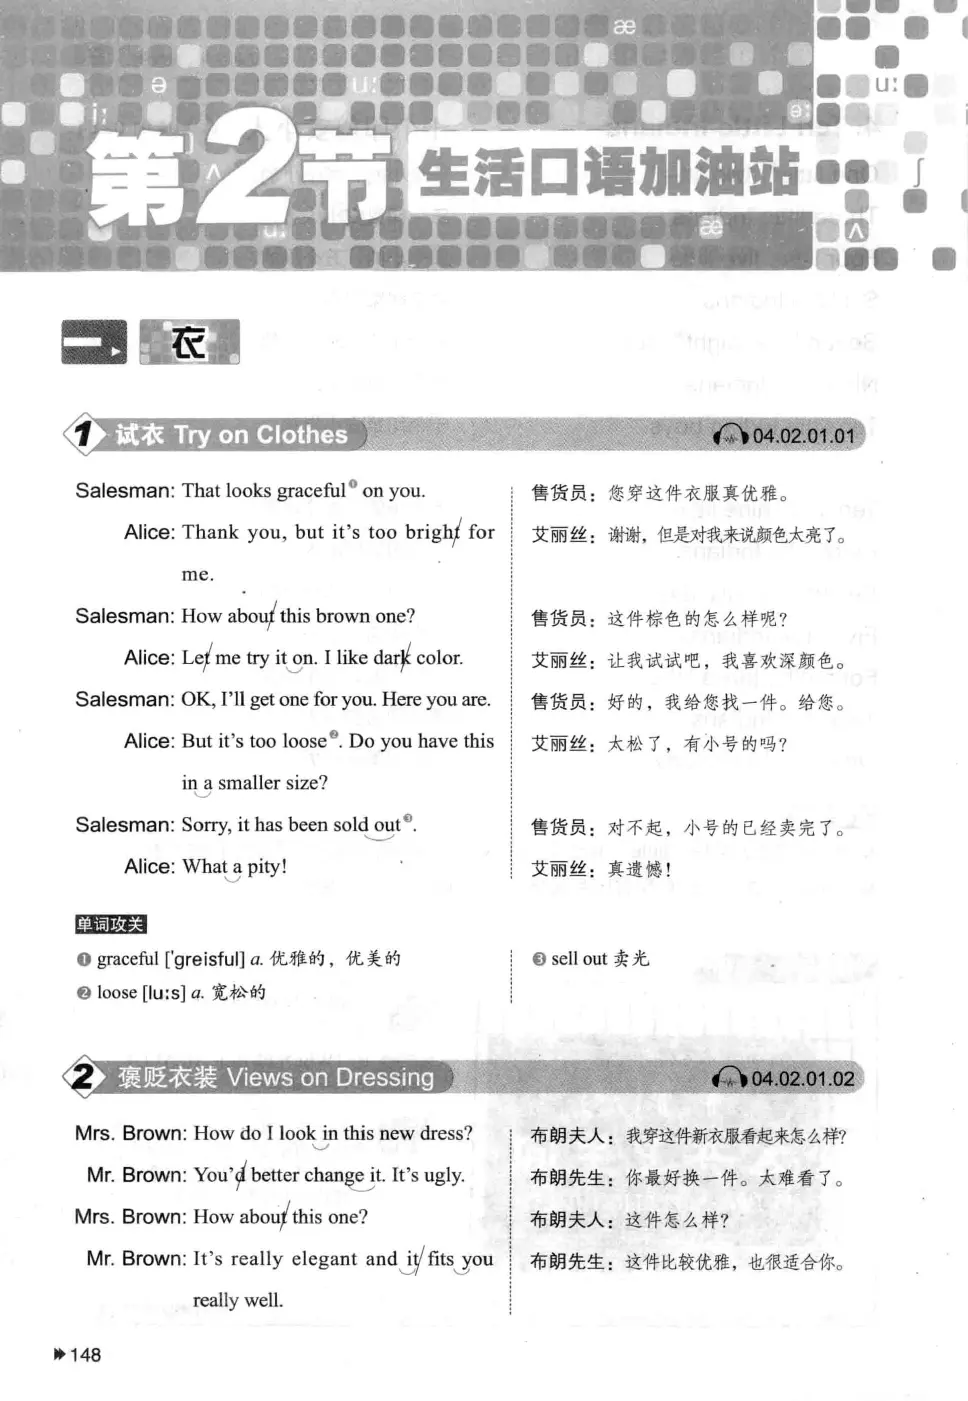 æ
ə
u:
u:
i:
ə:
ʌ
ʃ
第2节 生活口语加油站
u:
æ
ʌ
一 衣
1 试衣 Try on Clothes 04.02.01.01
Salesman: That looks graceful❶ on you. 售货员：您穿这件衣服真优雅。
Alice: Thank you, but it's too bright for 艾丽丝：谢谢，但是对我来说颜色太亮了。
me.
Salesman: How about this brown one? 售货员：这件棕色的怎么样呢？
Alice: Let me try it on. I like dark color. 艾丽丝：让我试试吧，我喜欢深颜色。
Salesman: OK, I'll get one for you. Here you are. 售货员：好的，我给您找一件。给您。
Alice: But it's too loose❷. Do you have this 艾丽丝：太松了，有小号的吗？
in a smaller size?
Salesman: Sorry, it has been sold out❸. 售货员：对不起，小号的已经卖完了。
Alice: What a pity! 艾丽丝：真遗憾！
单词攻关
❶ graceful ['greisful] a. 优雅的，优美的 ❸ sell out 卖光
❷ loose [lu:s] a. 宽松的
2 褒贬衣装 Views on Dressing 04.02.01.02
Mrs. Brown: How do I look in this new dress? 布朗夫人：我穿这件新衣服看起来怎么样？
Mr. Brown: You'd better change it. It's ugly. 布朗先生：你最好换一件。太难看了。
Mrs. Brown: How about this one? 布朗夫人：这件怎么样？
Mr. Brown: It's really elegant and it fits you 布朗先生：这件比较优雅，也很适合你。
really well.
148